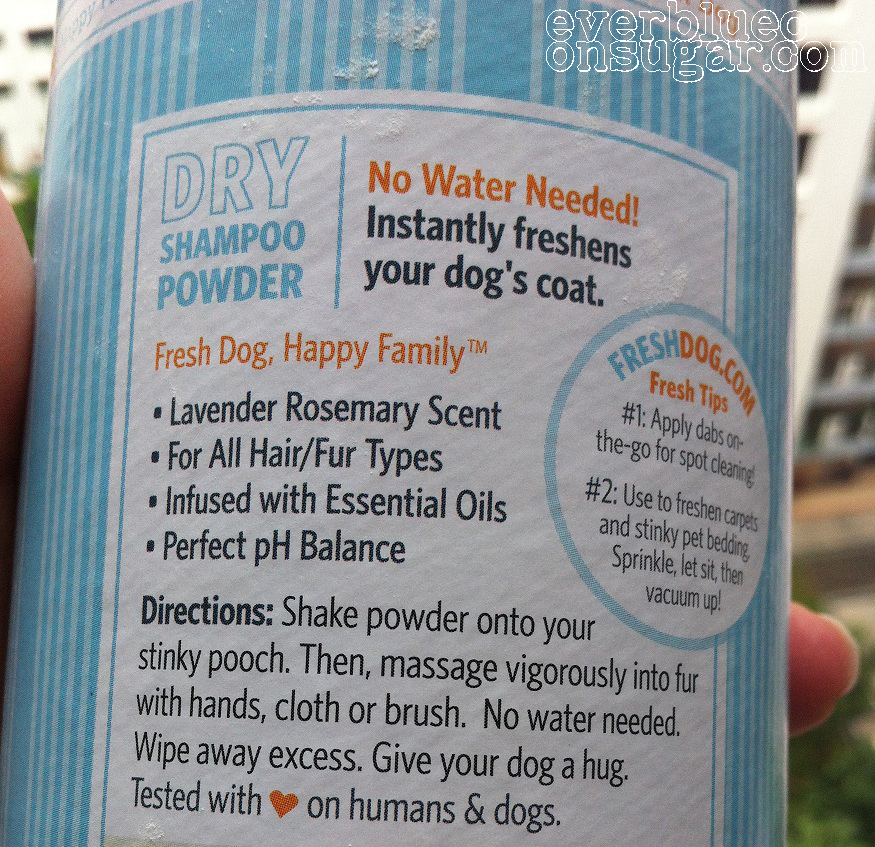 everbluec
onsugar.com
DRY
SHAMPOO
POWDER
No Water Needed!
Instantly freshens
your dog's coat.
Fresh Dog, Happy Family™
• Lavender Rosemary Scent
• For All Hair/Fur Types
• Infused with Essential Oils
• Perfect pH Balance
FRESHDOG.COM
Fresh Tips
#1: Apply dabs on-
the-go for spot cleaning!
#2: Use to freshen carpets
and stinky pet bedding.
Sprinkle, let sit, then
vacuum up!
Directions: Shake powder onto your
stinky pooch. Then, massage vigorously into fur
with hands, cloth or brush. No water needed.
Wipe away excess. Give your dog a hug.
Tested with ♥ on humans & dogs.